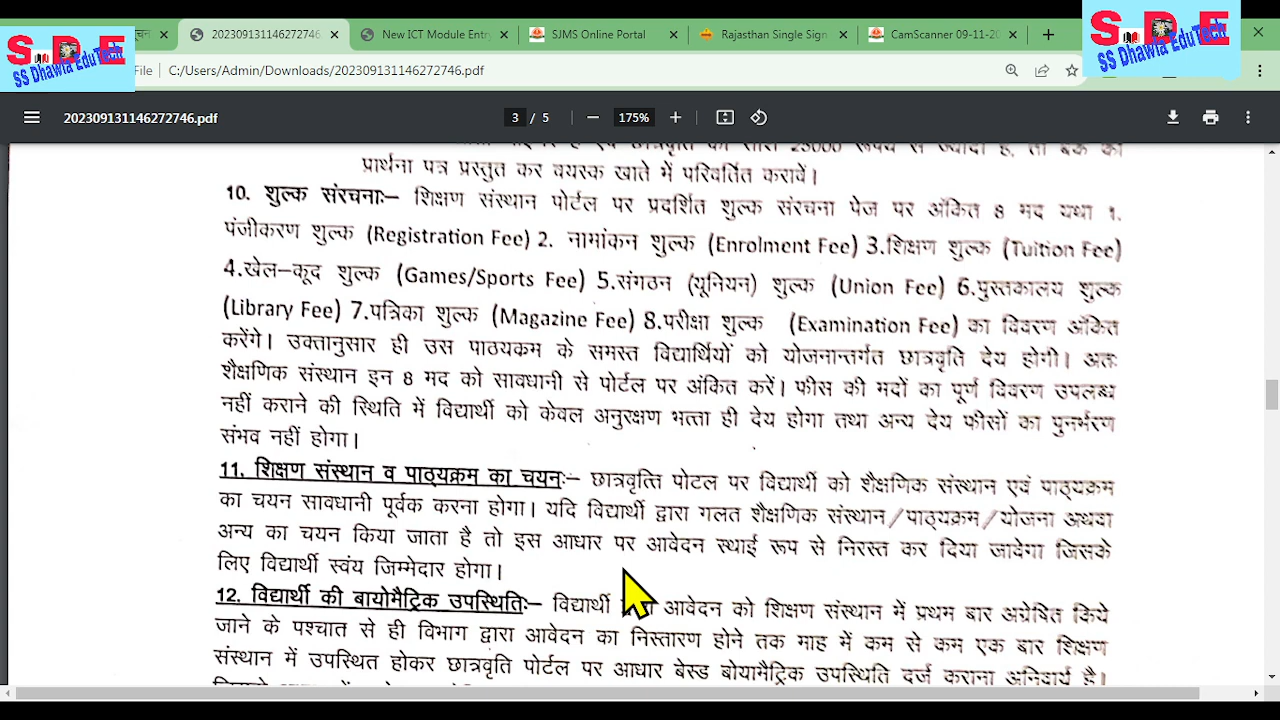 S D E
SS Dhawla EduTech
202309131146272746.
New ICT Module Entry
SJMS Online Portal
Rajasthan Single Sign
CamScanner 09-11-20
S D E
SS Dhawla EduTech
File C:/Users/Admin/Downloads/202309131146272746.pdf
202309131146272746.pdf 3 / 5 175%
25000 रूपये से ज्यादा है, तो बैंक को
प्रार्थना पत्र प्रस्तुत कर वयस्क खाते में परिवर्तित करावें।
10. शुल्क संरचनाः– शिक्षण संस्थान पोर्टल पर प्रदर्शित शुल्क संरचना पेज पर अंकित 8 मद यथा 1.
पंजीकरण शुल्क (Registration Fee) 2. नामांकन शुल्क (Enrolment Fee) 3.शिक्षण शुल्क (Tuition Fee)
4.खेल–कूद शुल्क (Games/Sports Fee) 5.संगठन (यूनियन) शुल्क (Union Fee) 6.पुस्तकालय शुल्क
(Library Fee) 7.पत्रिका शुल्क (Magazine Fee) 8.परीक्षा शुल्क (Examination Fee) का विवरण अंकित
करेंगे। उक्तानुसार ही उस पाठयक्रम के समस्त विद्यार्थियों को योजनान्तर्गत छात्रवृति देय होगी। अतः
शैक्षणिक संस्थान इन 8 मद को सावधानी से पोर्टल पर अंकित करें। फीस की मदों का पूर्ण विवरण उपलब्ध
नहीं कराने की स्थिति में विद्यार्थी को केवल अनुरक्षण भत्ता ही देय होगा तथा अन्य देय फीसों का पुनर्भरण
संभव नहीं होगा।
11. शिक्षण संस्थान व पाठ्यक्रम का चयनः– छात्रवृत्ति पोटल पर विद्यार्थी को शैक्षणिक संस्थान एवं पाठ्यक्रम
का चयन सावधानी पूर्वक करना होगा। यदि विद्यार्थी द्वारा गलत शैक्षणिक संस्थान/पाठ्यक्रम/योजना अथवा
अन्य का चयन किया जाता है तो इस आधार पर आवेदन स्थाई रूप से निरस्त कर दिया जावेगा जिसके
लिए विद्यार्थी स्वंय जिम्मेदार होगा।
12. विद्यार्थी की बायोमैट्रिक उपस्थितिः– विद्यार्थी आवेदन को शिक्षण संस्थान में प्रथम बार अग्रेषित किये
जाने के पश्चात से ही विभाग द्वारा आवेदन का निस्तारण होने तक माह में कम से कम एक बार शिक्षण
संस्थान में उपस्थित होकर छात्रवृति पोर्टल पर आधार बेस्ड बोयामैट्रिक उपस्थिति दर्ज कराना अनिवार्य है।